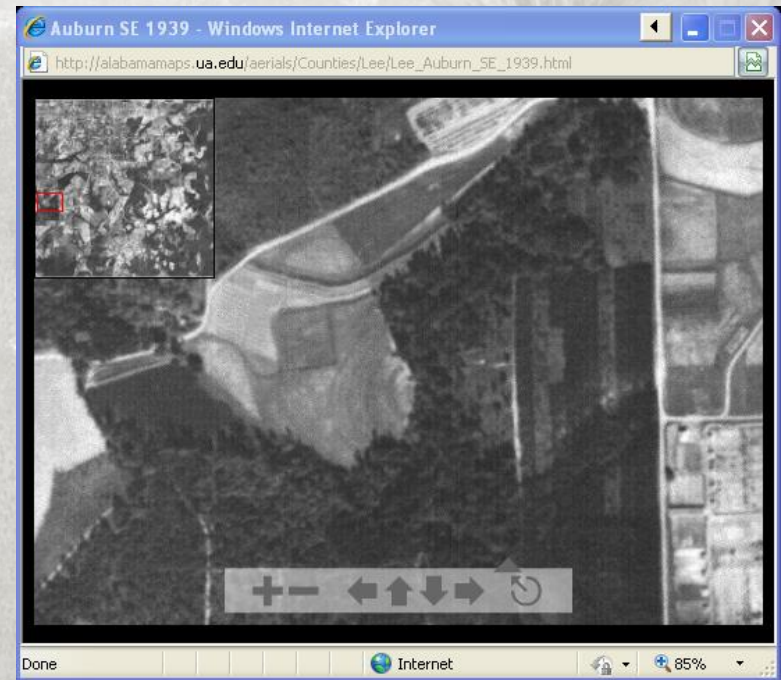 Auburn SE 1939 - Windows Internet Explorer
http://alabamamaps.ua.edu/aerials/Counties/Lee/Lee_Auburn_SE_1939.html
Done
Internet
85%